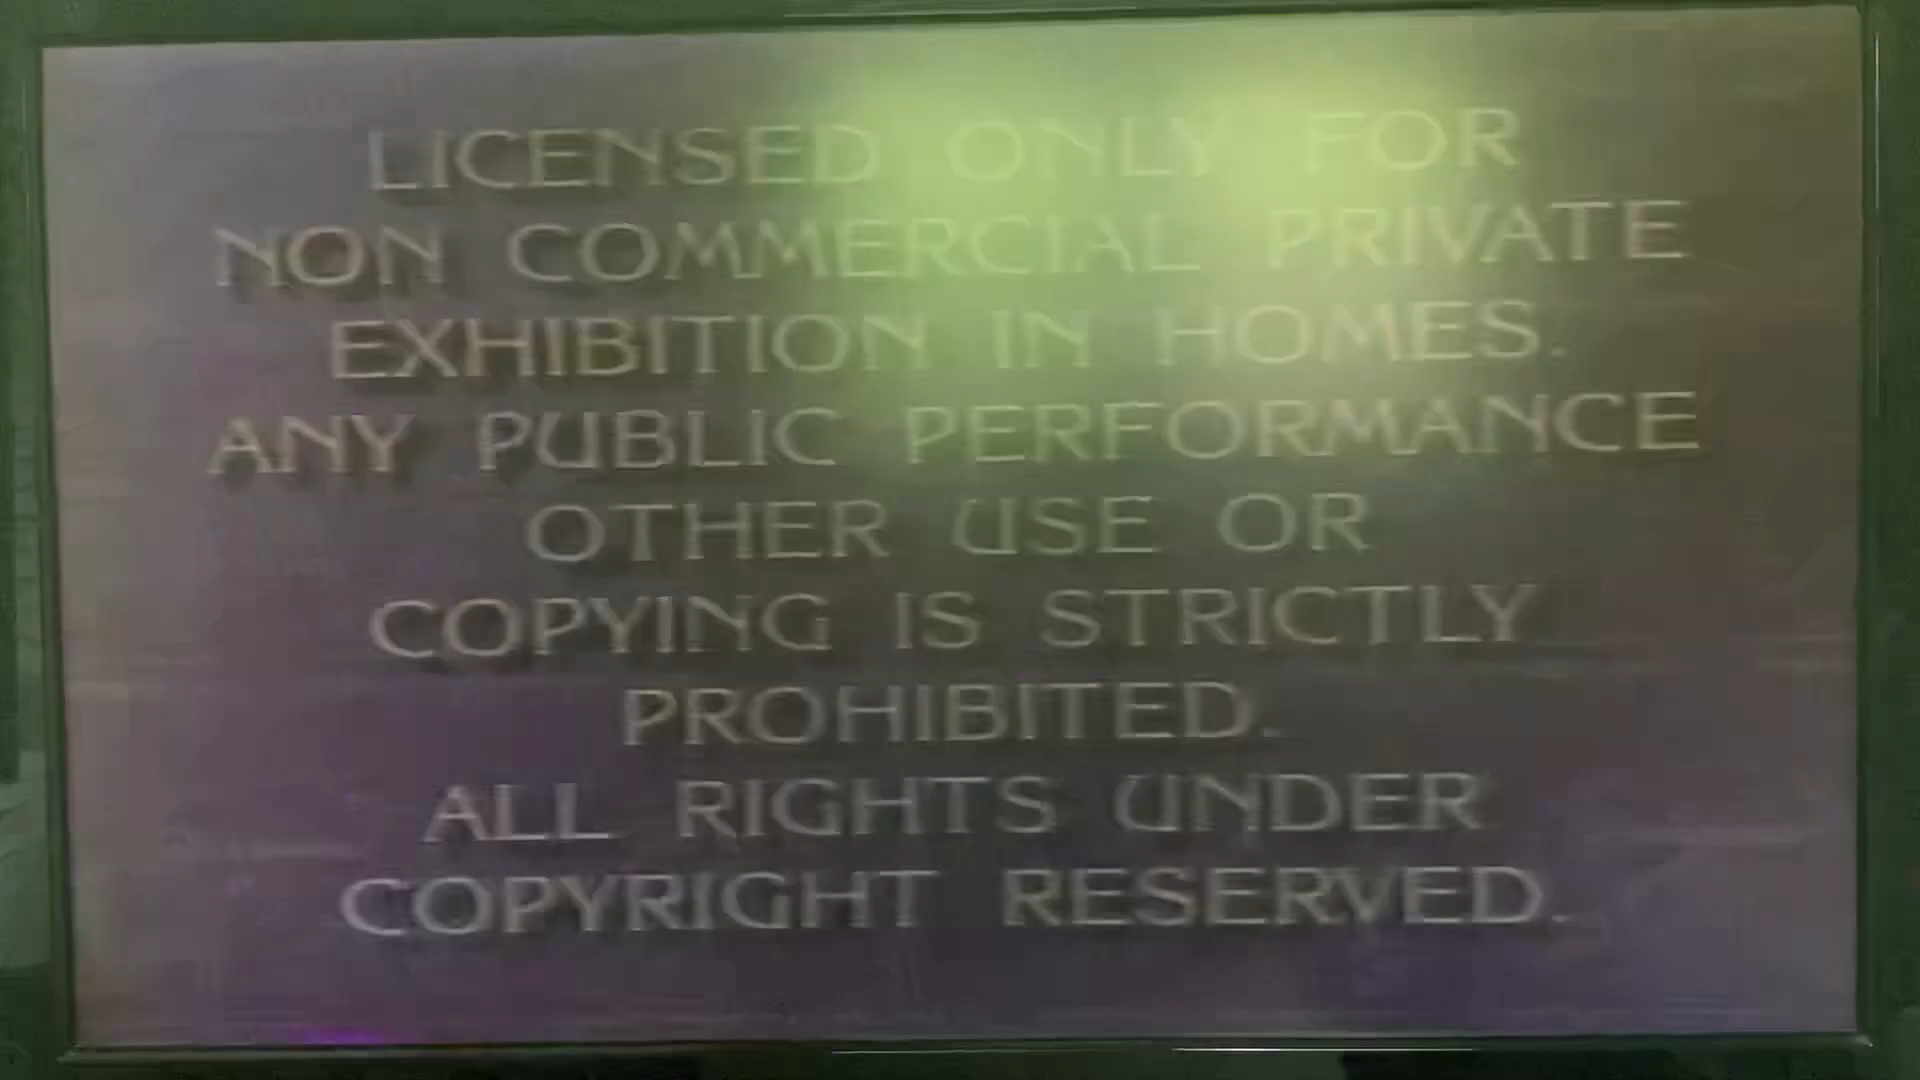 LICENSED ONLY FOR
NON COMMERCIAL PRIVATE
EXHIBITION IN HOMES.
ANY PUBLIC PERFORMANCE
OTHER USE OR
COPYING IS STRICTLY
PROHIBITED.
ALL RIGHTS UNDER
COPYRIGHT RESERVED.